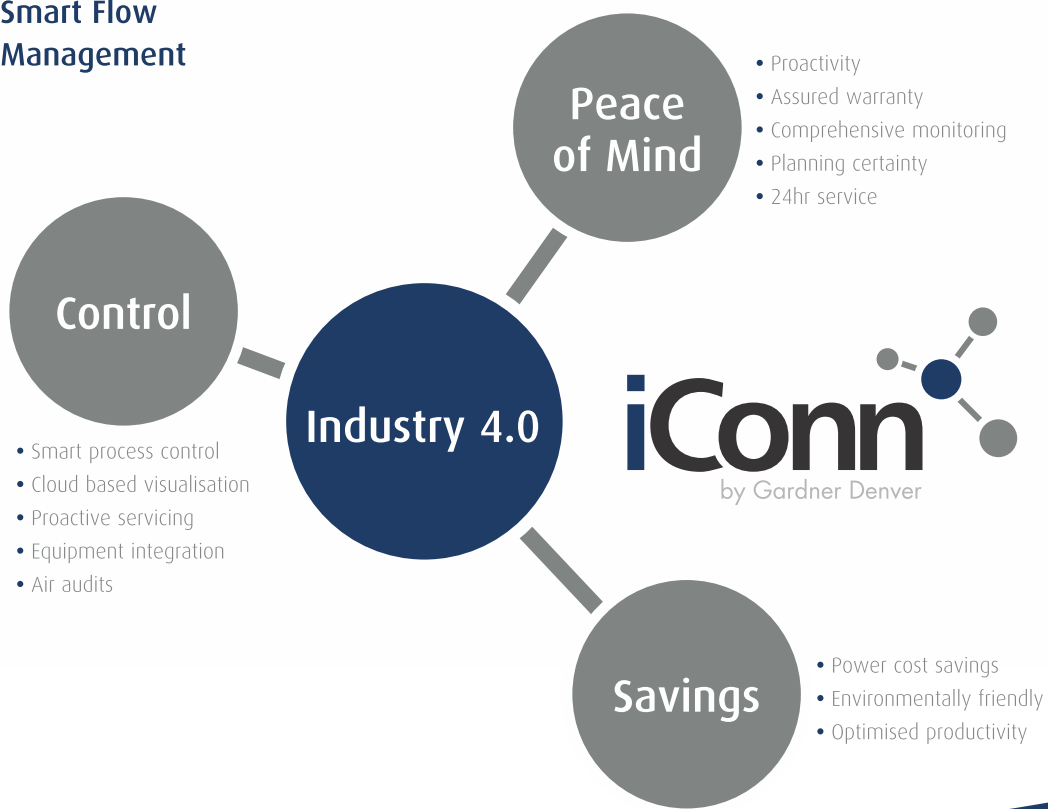 Smart Flow
Management
Peace
of Mind
• Proactivity
• Assured warranty
• Comprehensive monitoring
• Planning certainty
• 24hr service
Control
• Smart process control
• Cloud based visualisation
• Proactive servicing
• Equipment integration
• Air audits
Industry 4.0
iConn
by Gardner Denver
Savings
• Power cost savings
• Environmentally friendly
• Optimised productivity